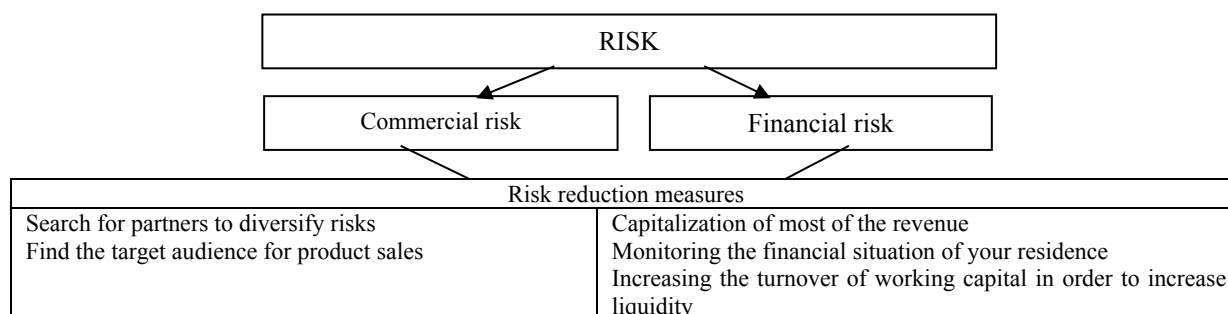 RISK
Commercial risk
Financial risk
Risk reduction measures
Search for partners to diversify risks
Find the target audience for product sales
Capitalization of most of the revenue
Monitoring the financial situation of your residence
Increasing the turnover of working capital in order to increase
liquidity